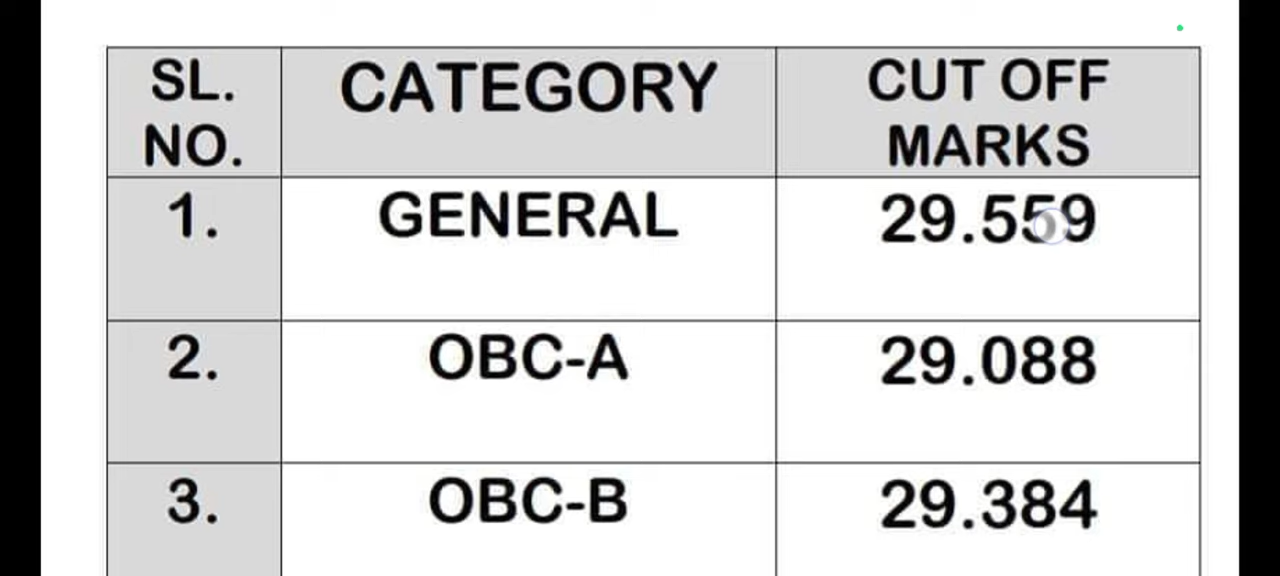 SL. NO. CATEGORY CUT OFF MARKS
1. GENERAL 29.559
2. OBC-A 29.088
3. OBC-B 29.384